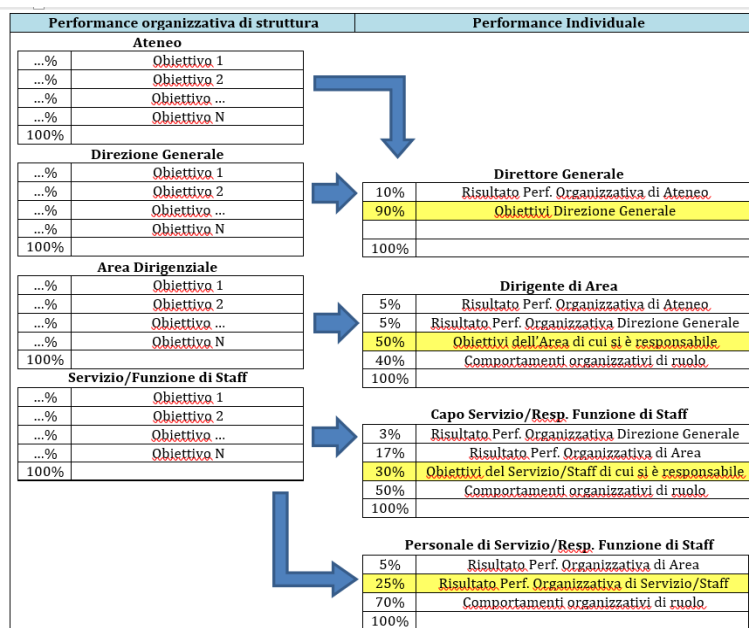 Performance organizzativa di struttura
Performance Individuale
Ateneo
...% Obiettivo 1
...% Obiettivo 2
...% Obiettivo ...
...% Obiettivo N
100%
Direzione Generale
...% Obiettivo 1
...% Obiettivo 2
...% Obiettivo ...
...% Obiettivo N
100%
Direttore Generale
10% Risultato Perf. Organizzativa di Ateneo
90% Obiettivi Direzione Generale
100%
Area Dirigenziale
...% Obiettivo 1
...% Obiettivo 2
...% Obiettivo ...
...% Obiettivo N
100%
Dirigente di Area
5% Risultato Perf. Organizzativa di Ateneo
5% Risultato Perf. Organizzativa Direzione Generale
50% Obiettivi dell'Area di cui si è responsabile
40% Comportamenti organizzativi di ruolo
100%
Servizio/Funzione di Staff
...% Obiettivo 1
...% Obiettivo 2
...% Obiettivo ...
...% Obiettivo N
100%
Capo Servizio/Resp. Funzione di Staff
3% Risultato Perf. Organizzativa Direzione Generale
17% Risultato Perf. Organizzativa di Area
30% Obiettivi del Servizio/Staff di cui si è responsabile
50% Comportamenti organizzativi di ruolo
100%
Personale di Servizio/Resp. Funzione di Staff
5% Risultato Perf. Organizzativa di Area
25% Risultato Perf. Organizzativa di Servizio/Staff
70% Comportamenti organizzativi di ruolo
100%